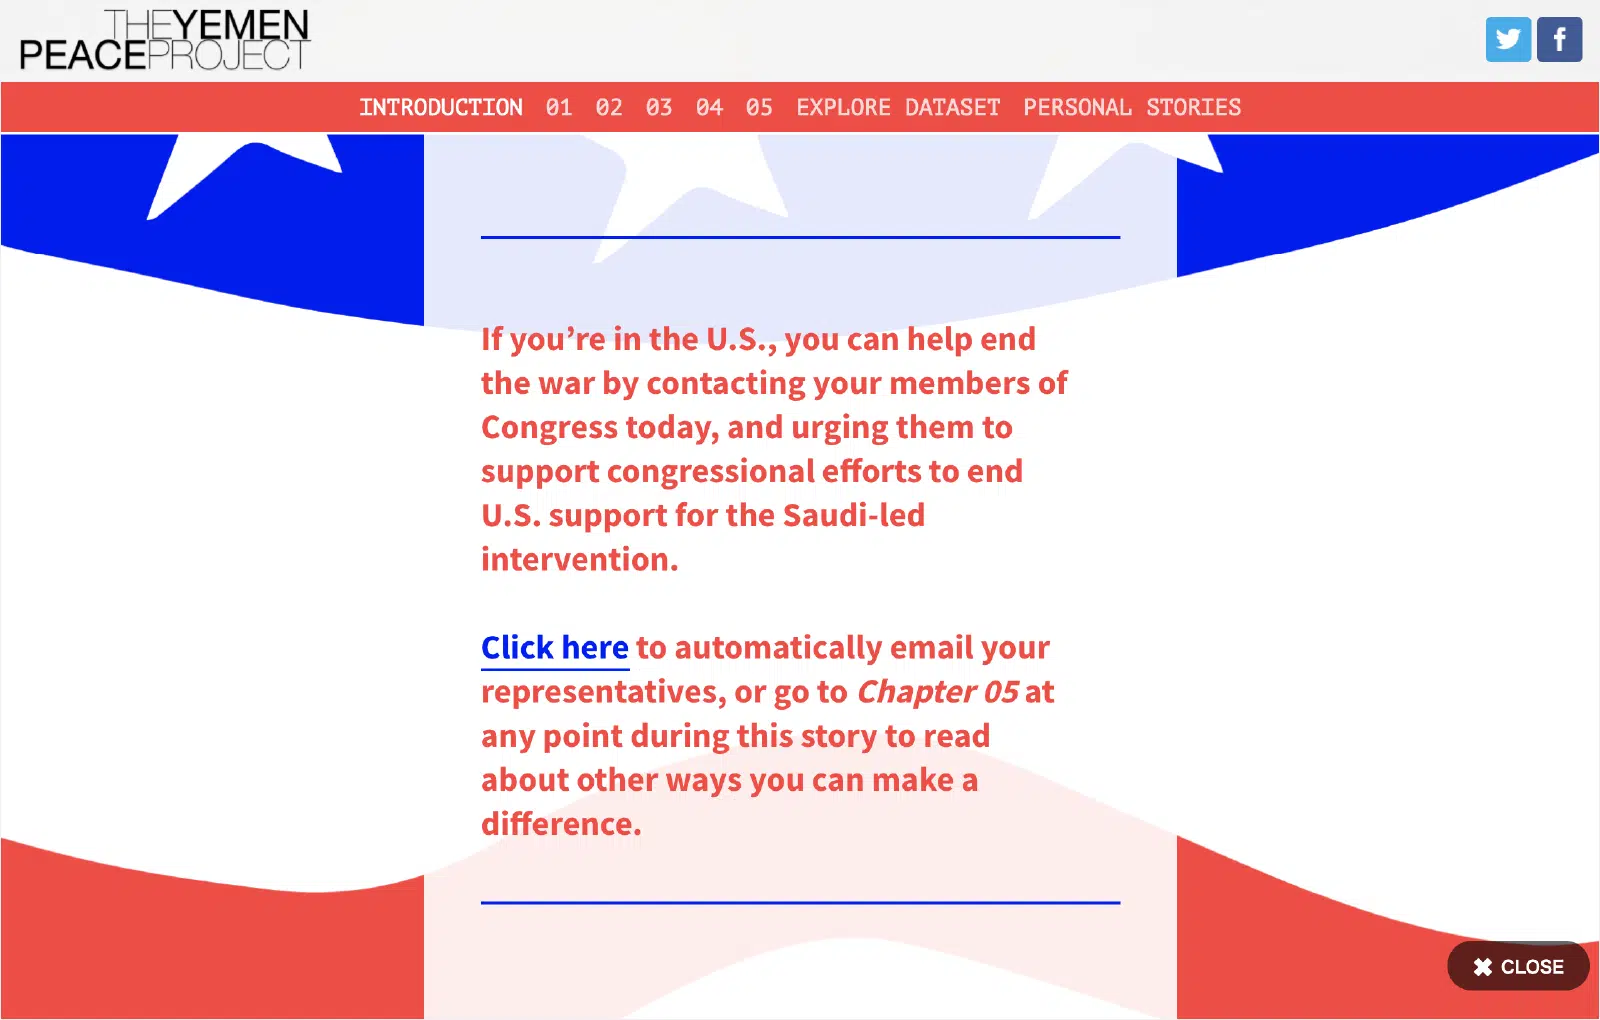 THEYEMEN
PEACEPROJECT
INTRODUCTION 01 02 03 04 05 EXPLORE DATASET PERSONAL STORIES
If you’re in the U.S., you can help end
the war by contacting your members of
Congress today, and urging them to
support congressional efforts to end
U.S. support for the Saudi-led
intervention.
Click here to automatically email your
representatives, or go to Chapter 05 at
any point during this story to read
about other ways you can make a
difference.
✖ CLOSE